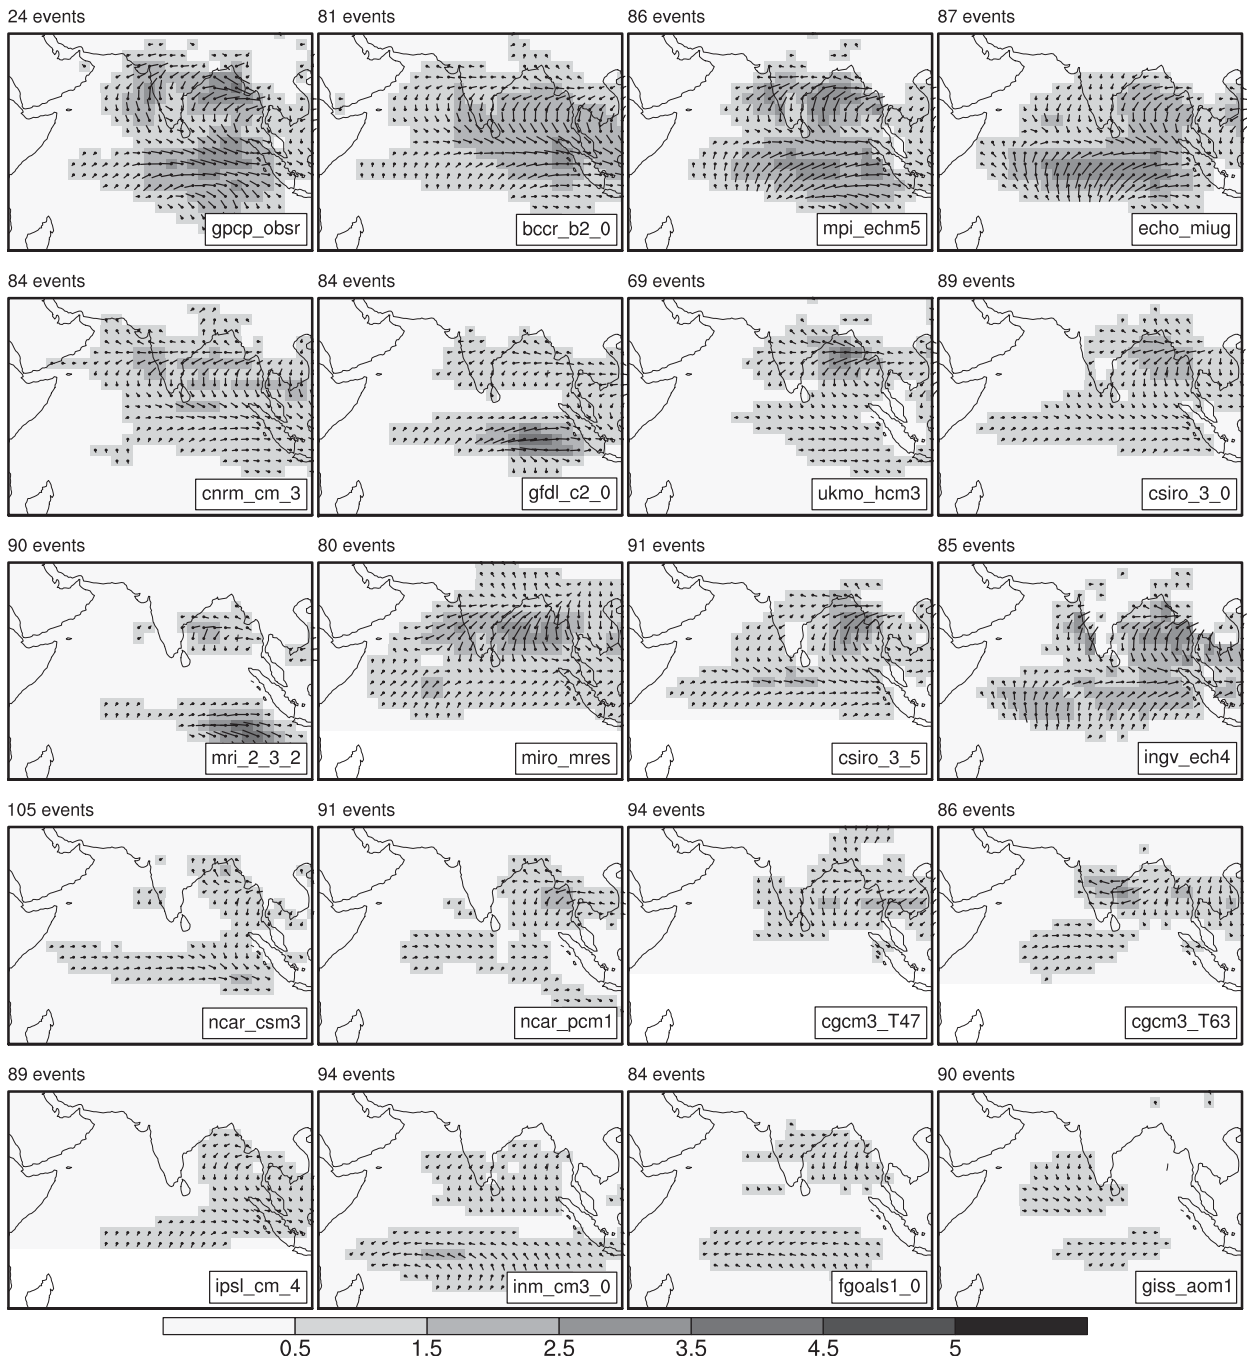 24 events
81 events
86 events
87 events
gpcp_obsr
bccr_b2_0
mpi_echm5
echo_miug
84 events
84 events
69 events
89 events
cnrm_cm_3
gfdl_c2_0
ukmo_hcm3
csiro_3_0
90 events
80 events
91 events
85 events
mri_2_3_2
miro_mres
csiro_3_5
ingv_ech4
105 events
91 events
94 events
86 events
ncar_csm3
ncar_pcm1
cgcm3_T47
cgcm3_T63
89 events
94 events
84 events
90 events
ipsl_cm_4
inm_cm3_0
fgoals1_0
giss_aom1
0.5 1.5 2.5 3.5 4.5 5